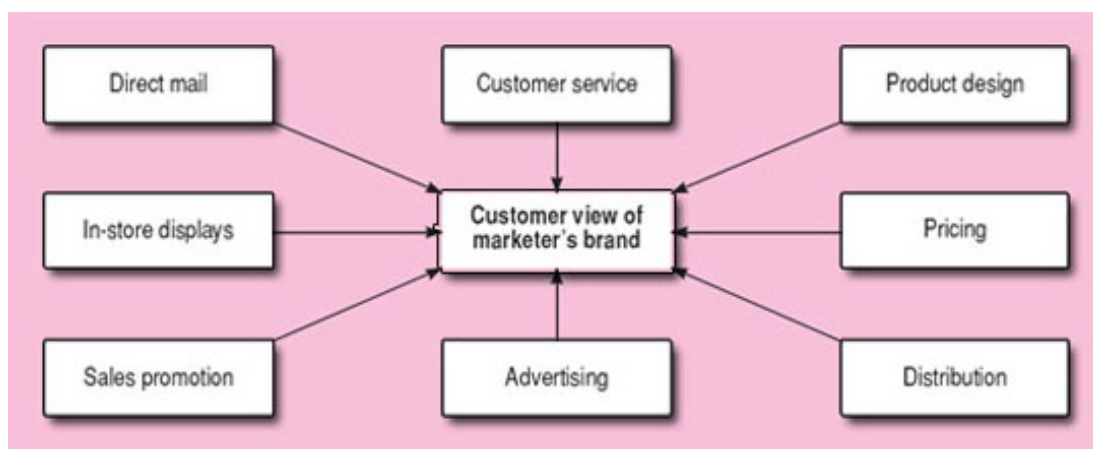 Direct mail
Customer service
Product design
In-store displays
Customer view of
marketer's brand
Pricing
Sales promotion
Advertising
Distribution